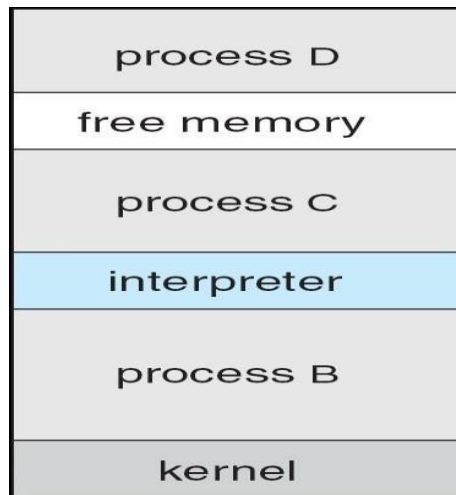 process D
free memory
process C
interpreter
process B
kernel